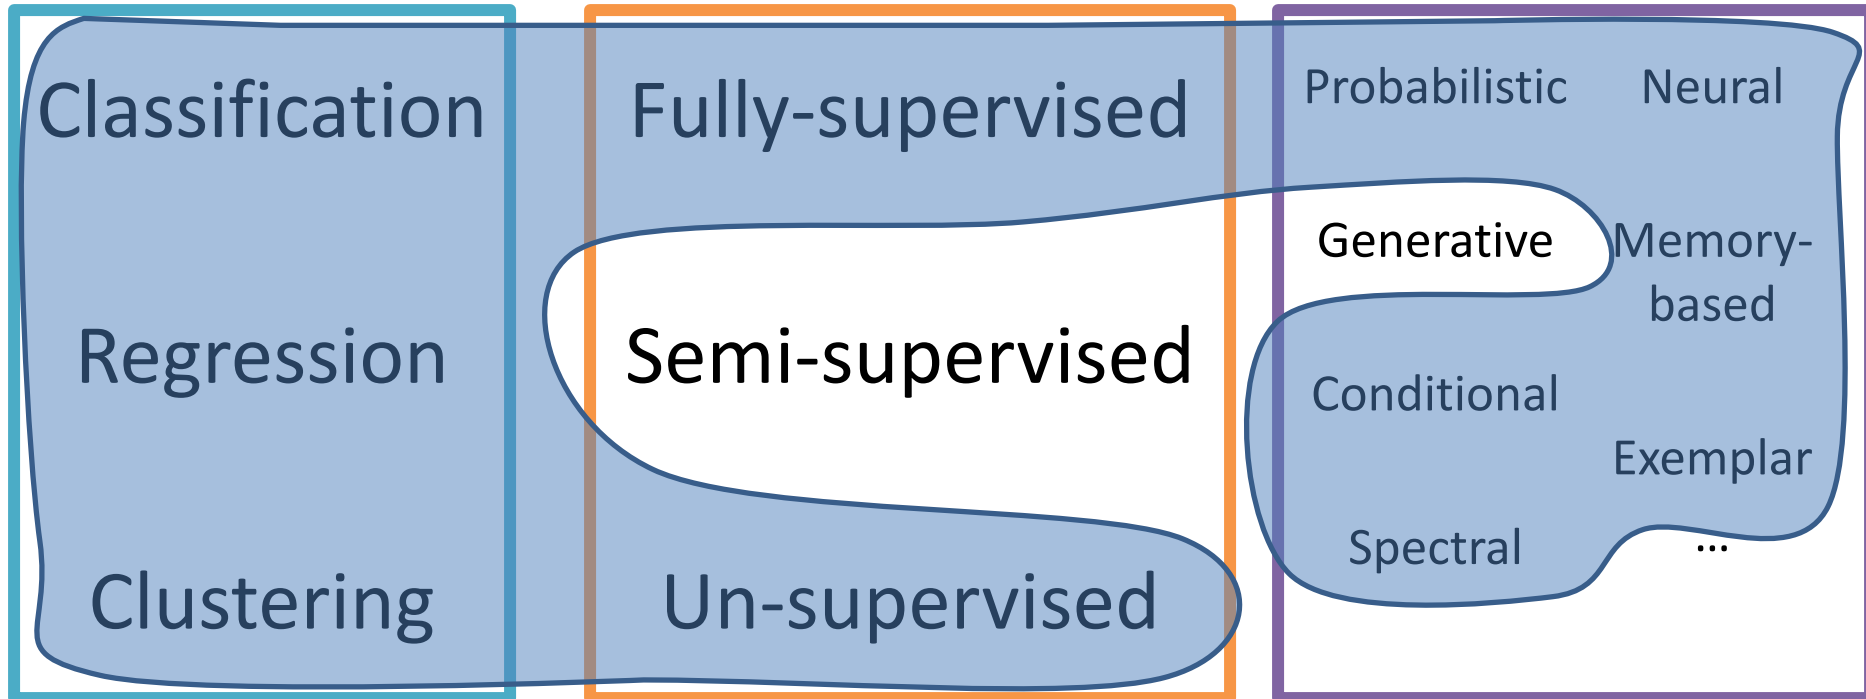 Classification
Regression
Clustering
Fully-supervised
Semi-supervised
Un-supervised
Probabilistic
Generative
Conditional
Spectral
Neural
Memory-
based
Exemplar
...